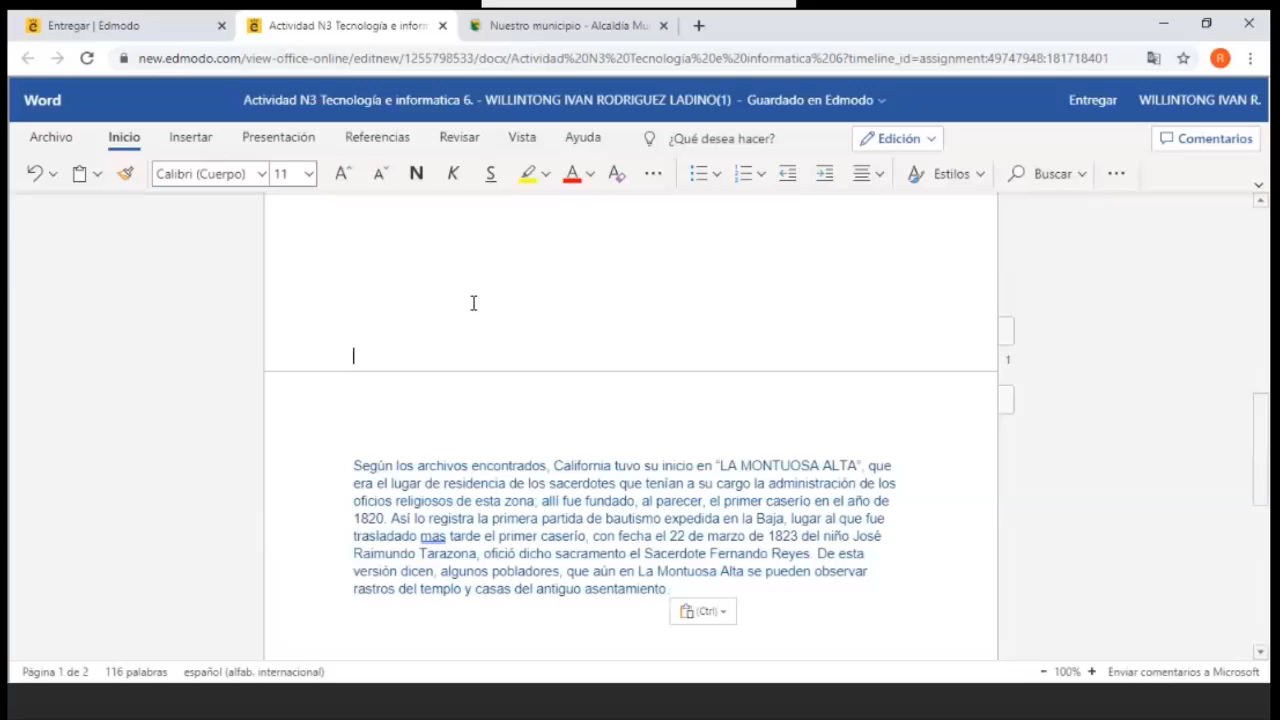 Entregar | Edmodo
Actividad N3 Tecnología e inform
Nuestro municipio - Alcaldía Mu
new.edmodo.com/view-office-online/editnew/1255798533/docx/Actividad%20N3%20Tecnología%20e%20informatica%206?timeline_id=assignment:49747948:181718401
R
Word
Actividad N3 Tecnología e informatica 6. - WILLINTONG IVAN RODRIGUEZ LADINO(1) - Guardado en Edmodo
Entregar
WILLINTONG IVAN R.
Archivo
Inicio
Insertar
Presentación
Referencias
Revisar
Vista
Ayuda
¿Qué desea hacer?
Edición
Comentarios
Calibri (Cuerpo)
11
A A N K S A A
Estilos
Buscar
1
Según los archivos encontrados, California tuvo su inicio en “LA MONTUOSA ALTA”, que
era el lugar de residencia de los sacerdotes que tenían a su cargo la administración de los
oficios religiosos de esta zona; allí fue fundado, al parecer, el primer caserío en el año de
1820. Así lo registra la primera partida de bautismo expedida en la Baja, lugar al que fue
trasladado mas tarde el primer caserío, con fecha el 22 de marzo de 1823 del niño José
Raimundo Tarazona, ofició dicho sacramento el Sacerdote Fernando Reyes. De esta
versión dicen, algunos pobladores, que aún en La Montuosa Alta se pueden observar
rastros del templo y casas del antiguo asentamiento.
(Ctrl)
Página 1 de 2
116 palabras
español (alfab. internacional)
- 100% +
Enviar comentarios a Microsoft